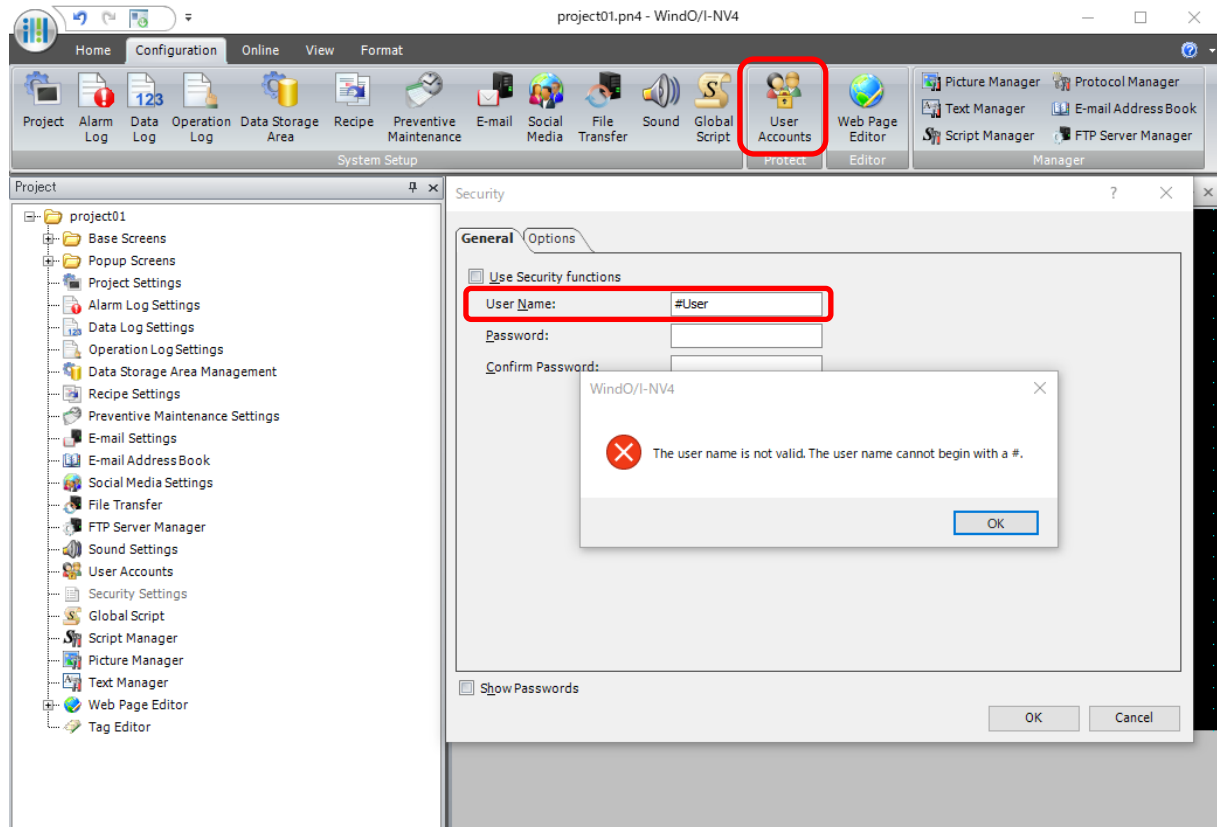 project01.pn4 - WindO/I-NV4
Home Configuration Online View Format
Project Alarm Log Data Log Operation Log Data Storage Area Recipe Preventive Maintenance E-mail Social Media File Transfer Sound Global Script User Accounts Web Page Editor
123
Picture Manager Protocol Manager
Text Manager E-mail Address Book
Script Manager FTP Server Manager
System Setup Protect Editor Manager
Project
project01
Base Screens
Popup Screens
Project Settings
Alarm Log Settings
Data Log Settings
Operation Log Settings
Data Storage Area Management
Recipe Settings
Preventive Maintenance Settings
E-mail Settings
E-mail Address Book
Social Media Settings
File Transfer
FTP Server Manager
Sound Settings
User Accounts
Security Settings
Global Script
Script Manager
Picture Manager
Text Manager
Web Page Editor
Tag Editor
Security ?
General Options
Use Security functions
User Name: #User
Password:
Confirm Password:
WindO/I-NV4
The user name is not valid. The user name cannot begin with a #.
OK
Show Passwords
OK Cancel